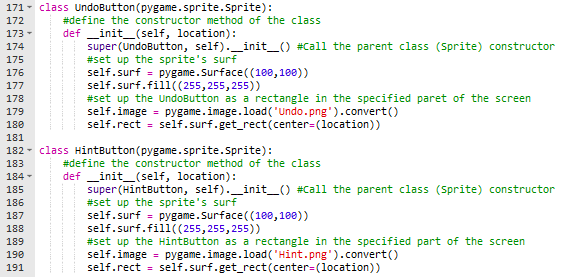 171 class UndoButton(pygame.sprite.Sprite):
172     #define the constructor method of the class
173     def __init__(self, location):
174         super(UndoButton, self).__init__() #Call the parent class (Sprite) constructor
175         #set up the sprite's surf
176         self.surf = pygame.Surface((100,100))
177         self.surf.fill((255,255,255))
178         #set up the UndoButton as a rectangle in the specified paret of the screen
179         self.image = pygame.image.load('Undo.png').convert()
180         self.rect = self.surf.get_rect(center=(location))
181
182 class HintButton(pygame.sprite.Sprite):
183     #define the constructor method of the class
184     def __init__(self, location):
185         super(HintButton, self).__init__() #Call the parent class (Sprite) constructor
186         #set up the sprite's surf
187         self.surf = pygame.Surface((100,100))
188         self.surf.fill((255,255,255))
189         #set up the HintButton as a rectangle in the specified part of the screen
190         self.image = pygame.image.load('Hint.png').convert()
191         self.rect = self.surf.get_rect(center=(location))